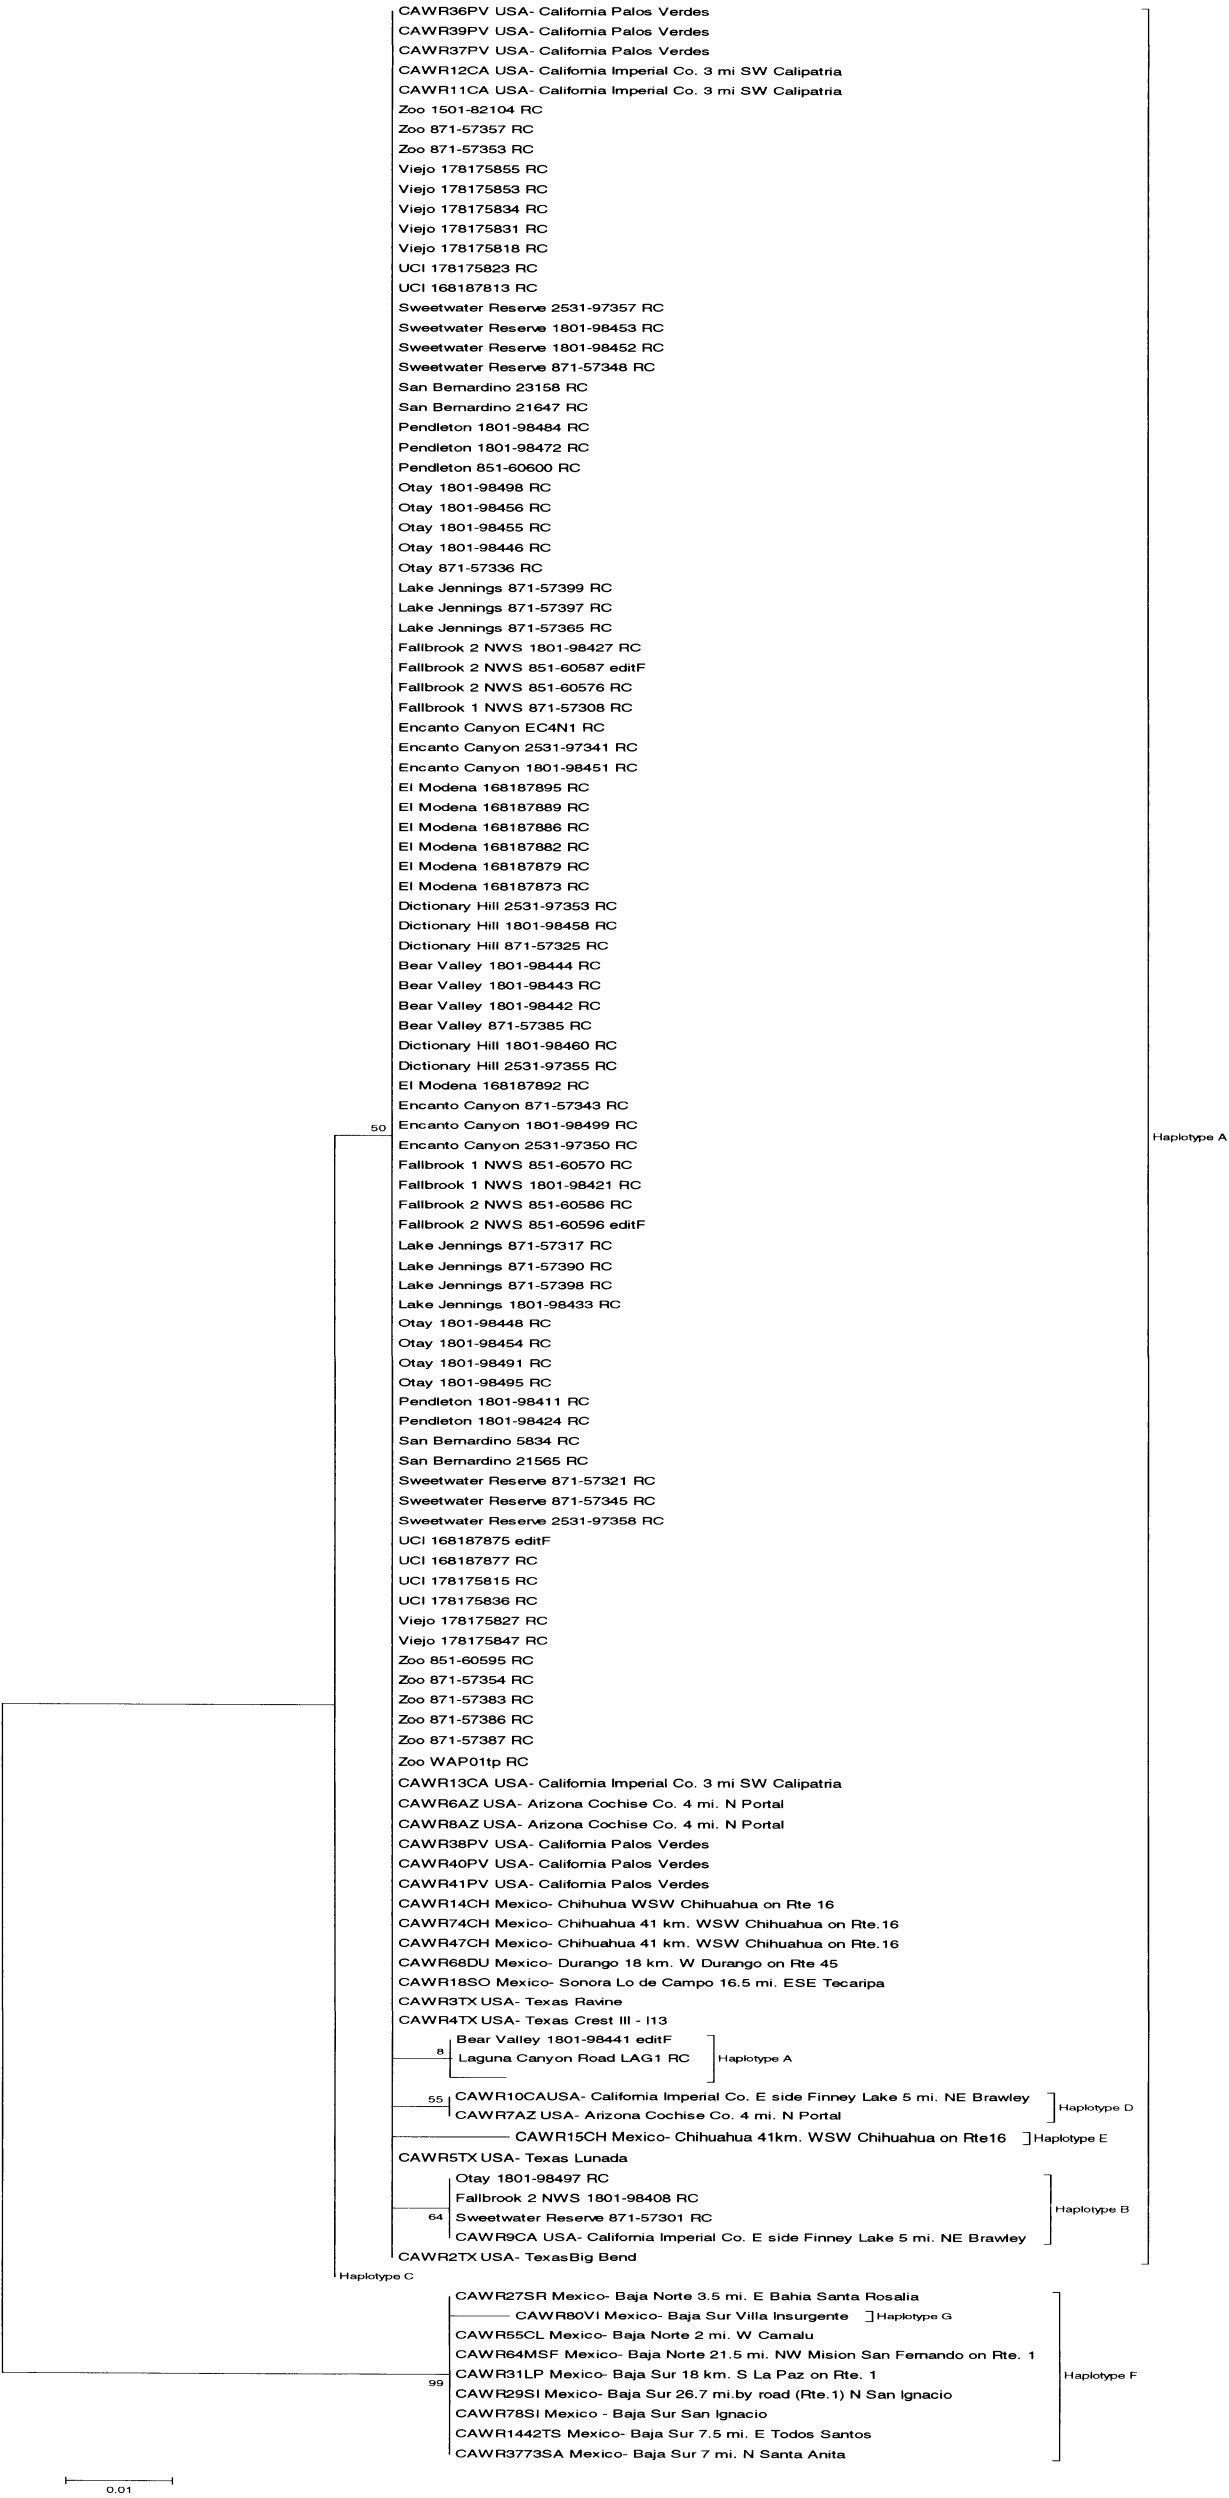 CAWR36PV USA- California Palos Verdes
CAWR39PV USA- California Palos Verdes
CAWR37PV USA- California Palos Verdes
CAWR12CA USA- California Imperial Co. 3 mi SW Calipatria
CAWR11CA USA- California Imperial Co. 3 mi SW Calipatria
Zoo 1501-82104 RC
Zoo 871-57357 RC
Zoo 871-57353 RC
Viejo 178175855 RC
Viejo 178175853 RC
Viejo 178175834 RC
Viejo 178175831 RC
Viejo 178175818 RC
UCI 178175823 RC
UCI 168187813 RC
Sweetwater Reserve 2531-97357 RC
Sweetwater Reserve 1801-98453 RC
Sweetwater Reserve 1801-98452 RC
Sweetwater Reserve 871-57348 RC
San Bernardino 23158 RC
San Bernardino 21647 RC
Pendleton 1801-98484 RC
Pendleton 1801-98472 RC
Pendleton 851-60600 RC
Otay 1801-98498 RC
Otay 1801-98456 RC
Otay 1801-98455 RC
Otay 1801-98446 RC
Otay 871-57336 RC
Lake Jennings 871-57399 RC
Lake Jennings 871-57397 RC
Lake Jennings 871-57365 RC
Fallbrook 2 NWS 1801-98427 RC
Fallbrook 2 NWS 851-60587 editF
Fallbrook 2 NWS 851-60576 RC
Fallbrook 1 NWS 871-57308 RC
Encanto Canyon EC4N1 RC
Encanto Canyon 2531-97341 RC
Encanto Canyon 1801-98451 RC
El Modena 168187895 RC
El Modena 168187889 RC
El Modena 168187886 RC
El Modena 168187882 RC
El Modena 168187879 RC
El Modena 168187873 RC
Dictionary Hill 2531-97353 RC
Dictionary Hill 1801-98458 RC
Dictionary Hill 871-57325 RC
Bear Valley 1801-98444 RC
Bear Valley 1801-98443 RC
Bear Valley 1801-98442 RC
Bear Valley 871-57385 RC
Dictionary Hill 1801-98460 RC
Dictionary Hill 2531-97355 RC
El Modena 168187892 RC
Encanto Canyon 871-57343 RC
50 Encanto Canyon 1801-98499 RC
Haplotype A
Encanto Canyon 2531-97350 RC
Fallbrook 1 NWS 851-60570 RC
Fallbrook 1 NWS 1801-98421 RC
Fallbrook 2 NWS 851-60586 RC
Fallbrook 2 NWS 851-60596 editF
Lake Jennings 871-57317 RC
Lake Jennings 871-57390 RC
Lake Jennings 871-57398 RC
Lake Jennings 1801-98433 RC
Otay 1801-98448 RC
Otay 1801-98454 RC
Otay 1801-98491 RC
Otay 1801-98495 RC
Pendleton 1801-98411 RC
Pendleton 1801-98424 RC
San Bernardino 5834 RC
San Bernardino 21565 RC
Sweetwater Reserve 871-57321 RC
Sweetwater Reserve 871-57345 RC
Sweetwater Reserve 2531-97358 RC
UCI 168187875 editF
UCI 168187877 RC
UCI 178175815 RC
UCI 178175836 RC
Viejo 178175827 RC
Viejo 178175847 RC
Zoo 851-60595 RC
Zoo 871-57354 RC
Zoo 871-57383 RC
Zoo 871-57386 RC
Zoo 871-57387 RC
Zoo WAP01tp RC
CAWR13CA USA- California Imperial Co. 3 mi SW Calipatria
CAWR6AZ USA- Arizona Cochise Co. 4 mi. N Portal
CAWR8AZ USA- Arizona Cochise Co. 4 mi. N Portal
CAWR38PV USA- California Palos Verdes
CAWR40PV USA- California Palos Verdes
CAWR41PV USA- California Palos Verdes
CAWR14CH Mexico- Chihuhua WSW Chihuahua on Rte 16
CAWR74CH Mexico- Chihuahua 41 km. WSW Chihuahua on Rte.16
CAWR47CH Mexico- Chihuahua 41 km. WSW Chihuahua on Rte.16
CAWR68DU Mexico- Durango 18 km. W Durango on Rte 45
CAWR18SO Mexico- Sonora Lo de Campo 16.5 mi. ESE Tecaripa
CAWR3TX USA- Texas Ravine
CAWR4TX USA- Texas Crest III - I13
Bear Valley 1801-98441 editF
8 Laguna Canyon Road LAG1 RC Haplotype A
55 CAWR10CAUSA- California Imperial Co. E side Finney Lake 5 mi. NE Brawley
Haplotype D
CAWR7AZ USA- Arizona Cochise Co. 4 mi. N Portal
CAWR15CH Mexico- Chihuahua 41km. WSW Chihuahua on Rte16 Haplotype E
CAWR5TX USA- Texas Lunada
Otay 1801-98497 RC
Fallbrook 2 NWS 1801-98408 RC
Haplotype B
64 Sweetwater Reserve 871-57301 RC
CAWR9CA USA- California Imperial Co. E side Finney Lake 5 mi. NE Brawley
CAWR2TX USA- TexasBig Bend
Haplotype C
CAWR27SR Mexico- Baja Norte 3.5 mi. E Bahia Santa Rosalia
CAWR80VI Mexico- Baja Sur Villa Insurgente Haplotype G
CAWR55CL Mexico- Baja Norte 2 mi. W Camalu
CAWR64MSF Mexico- Baja Norte 21.5 mi. NW Mision San Fernando on Rte. 1
CAWR31LP Mexico- Baja Sur 18 km. S La Paz on Rte. 1 Haplotype F
99
CAWR29SI Mexico- Baja Sur 26.7 mi.by road (Rte.1) N San Ignacio
CAWR78SI Mexico - Baja Sur San Ignacio
CAWR1442TS Mexico- Baja Sur 7.5 mi. E Todos Santos
CAWR3773SA Mexico- Baja Sur 7 mi. N Santa Anita
0.01